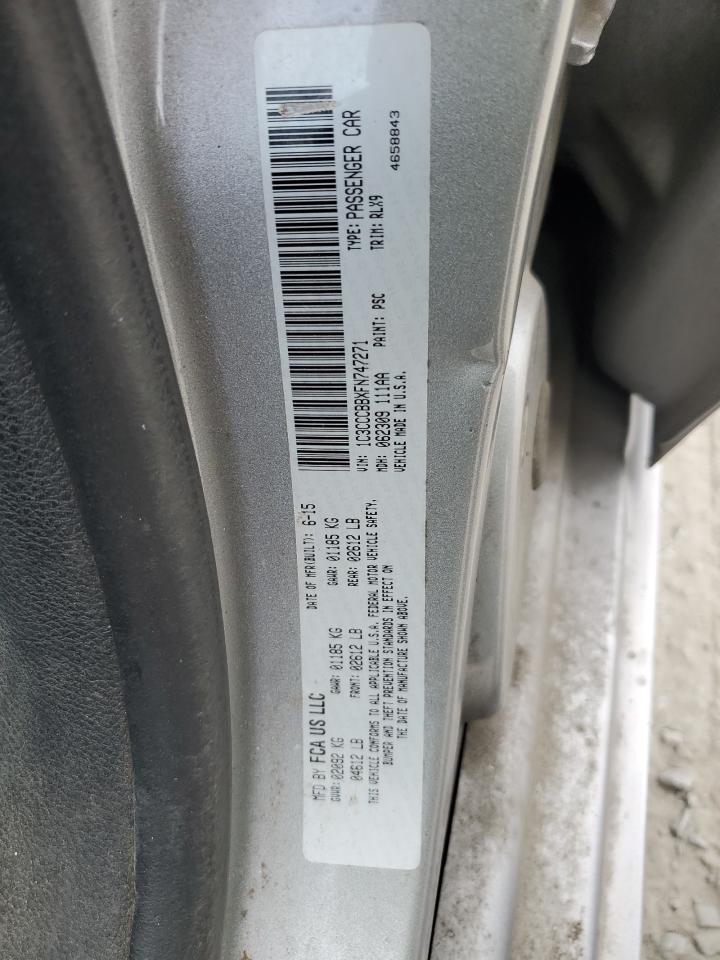 MFD BY FCA US LLC
DATE OF MFR(BUILT): 6-15
GVWR: 02092 KG
GAWR: 01185 KG
GAWR: 01185 KG
04612 LB
FRONT: 02612 LB
REAR: 02612 LB
THIS VEHICLE CONFORMS TO ALL APPLICABLE U.S.A. FEDERAL MOTOR VEHICLE SAFETY,
BUMPER AND THEFT PREVENTION STANDARDS IN EFFECT ON
THE DATE OF MANUFACTURE SHOWN ABOVE.
VIN: 1C3CCCBBXFN747271
TYPE: PASSENGER CAR
MDH: 062309 111AA
PAINT: PSC
TRIM: RLX9
VEHICLE MADE IN U.S.A.
4658843